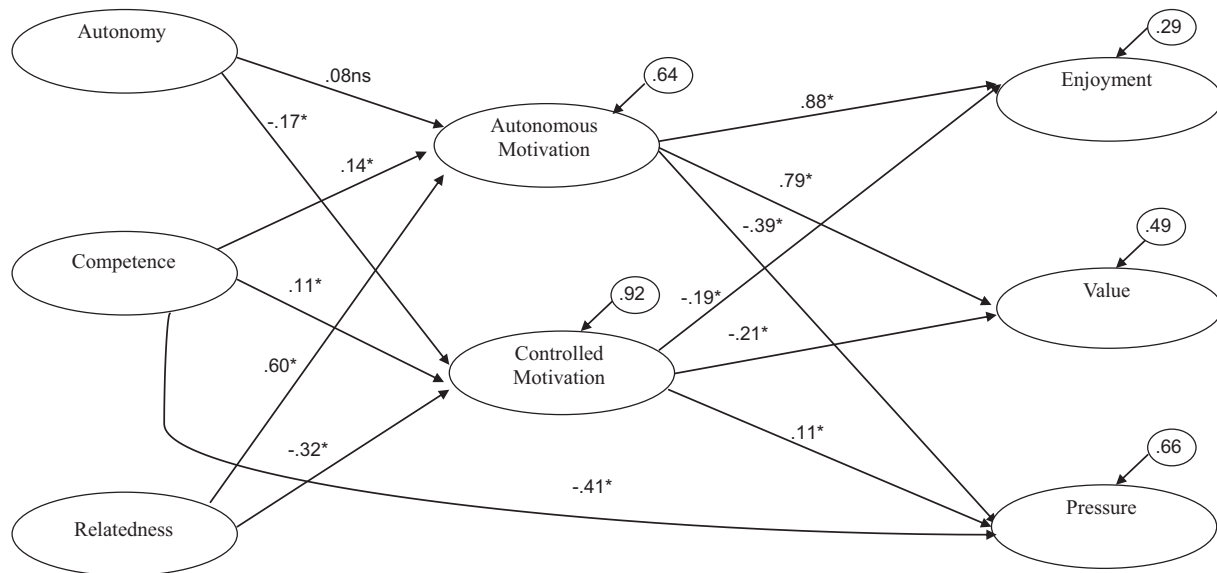 Autonomy
.29
Enjoyment
.08ns
.64
.88*
-.17*
Autonomous
Motivation
.14*
.79*
-.39*
.49
Competence
Value
.11*
.92
-.19*
-.21*
Controlled
Motivation
.60*
-.32*
.11*
.66
-.41*
Relatedness
Pressure